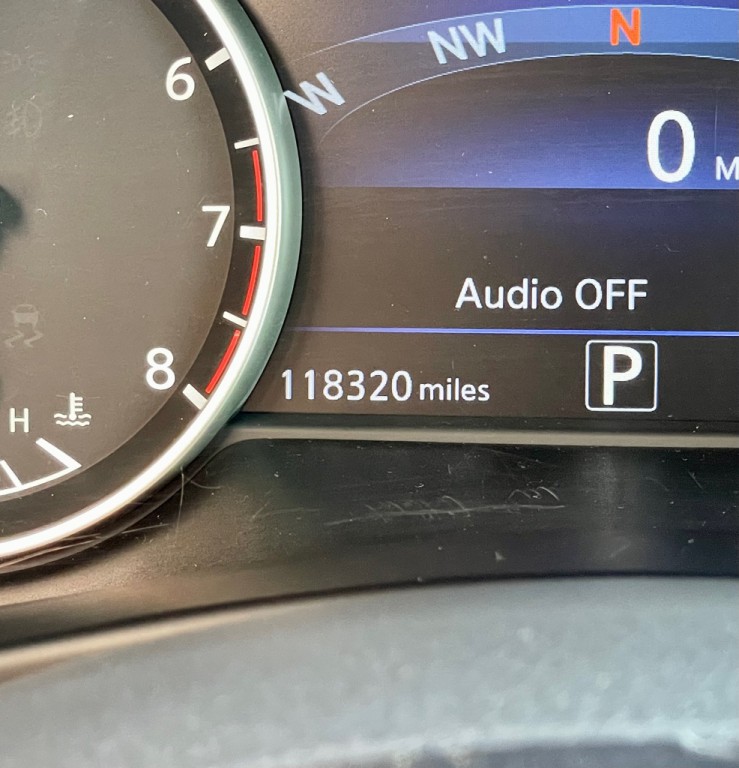 6
7
8
H
W NW N
0 M
Audio OFF
118320 miles P